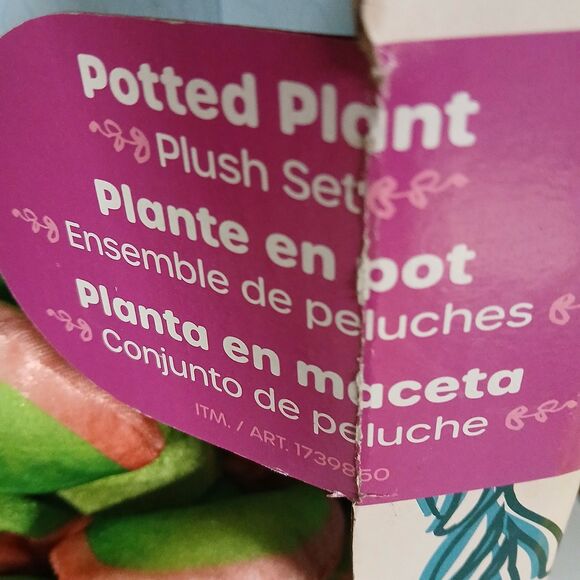 Potted Plant
Plush Set
Plante en pot
Ensemble de peluches
Planta en maceta
Conjunto de peluche
ITM. / ART. 1739850